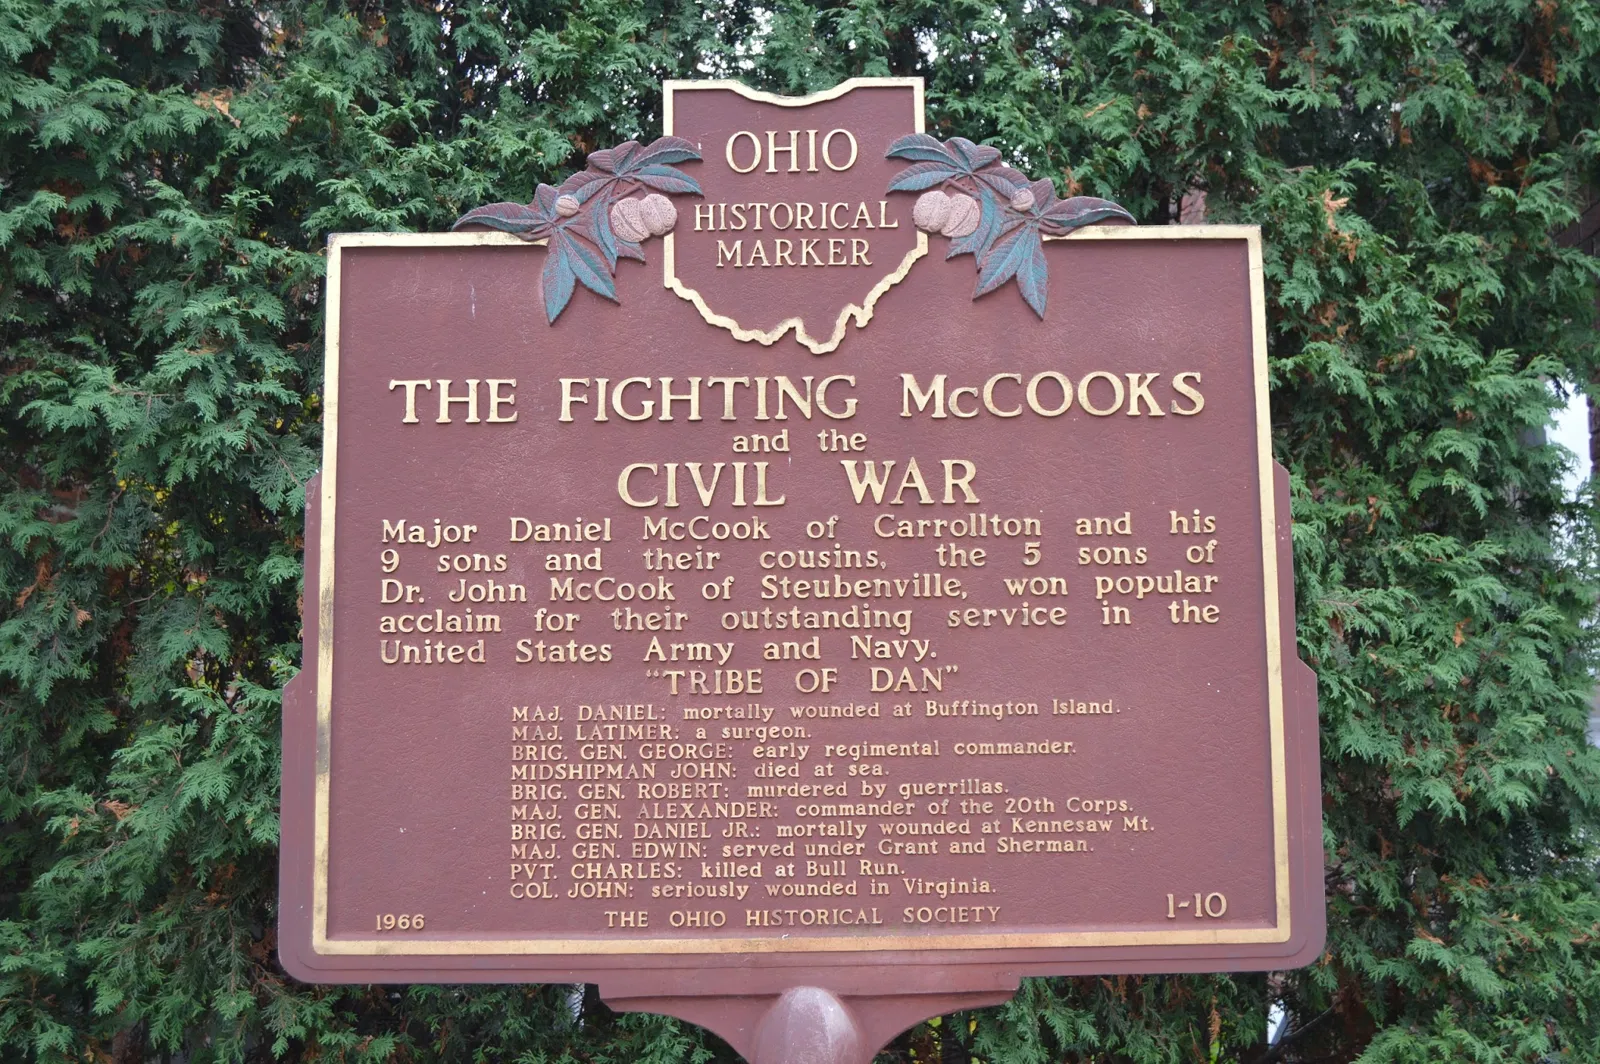 OHIO
HISTORICAL
MARKER
THE FIGHTING McCOOKS
and the
CIVIL WAR
Major Daniel McCook of Carrollton and his
9 sons and their cousins, the 5 sons of
Dr. John McCook of Steubenville, won popular
acclaim for their outstanding service in the
United States Army and Navy.
"TRIBE OF DAN"
MAJ. DANIEL: mortally wounded at Buffington Island.
MAJ. LATIMER: a surgeon.
BRIG. GEN. GEORGE: early regimental commander.
MIDSHIPMAN JOHN: died at sea.
BRIG. GEN. ROBERT: murdered by guerrillas.
MAJ. GEN. ALEXANDER: commander of the 20th Corps.
BRIG. GEN. DANIEL JR.: mortally wounded at Kennesaw Mt.
MAJ. GEN. EDWIN: served under Grant and Sherman.
PVT. CHARLES: killed at Bull Run.
COL. JOHN: seriously wounded in Virginia.
1966 THE OHIO HISTORICAL SOCIETY 1-10